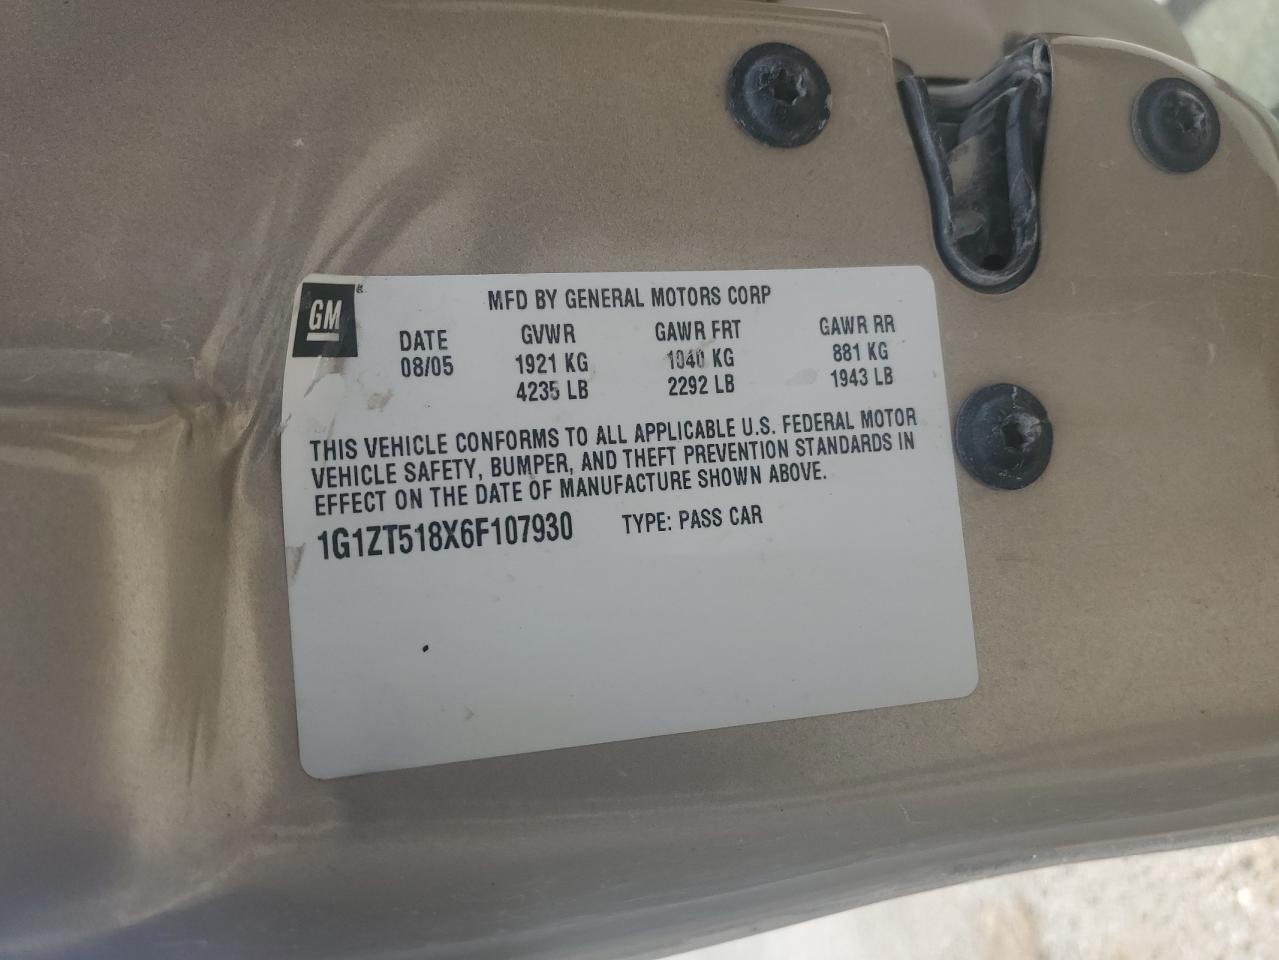 GM
MFD BY GENERAL MOTORS CORP
DATE GVWR GAWR FRT GAWR RR
08/05 1921 KG 1040 KG 881 KG
4235 LB 2292 LB 1943 LB
THIS VEHICLE CONFORMS TO ALL APPLICABLE U.S. FEDERAL MOTOR
VEHICLE SAFETY, BUMPER, AND THEFT PREVENTION STANDARDS IN
EFFECT ON THE DATE OF MANUFACTURE SHOWN ABOVE.
1G1ZT518X6F107930 TYPE: PASS CAR